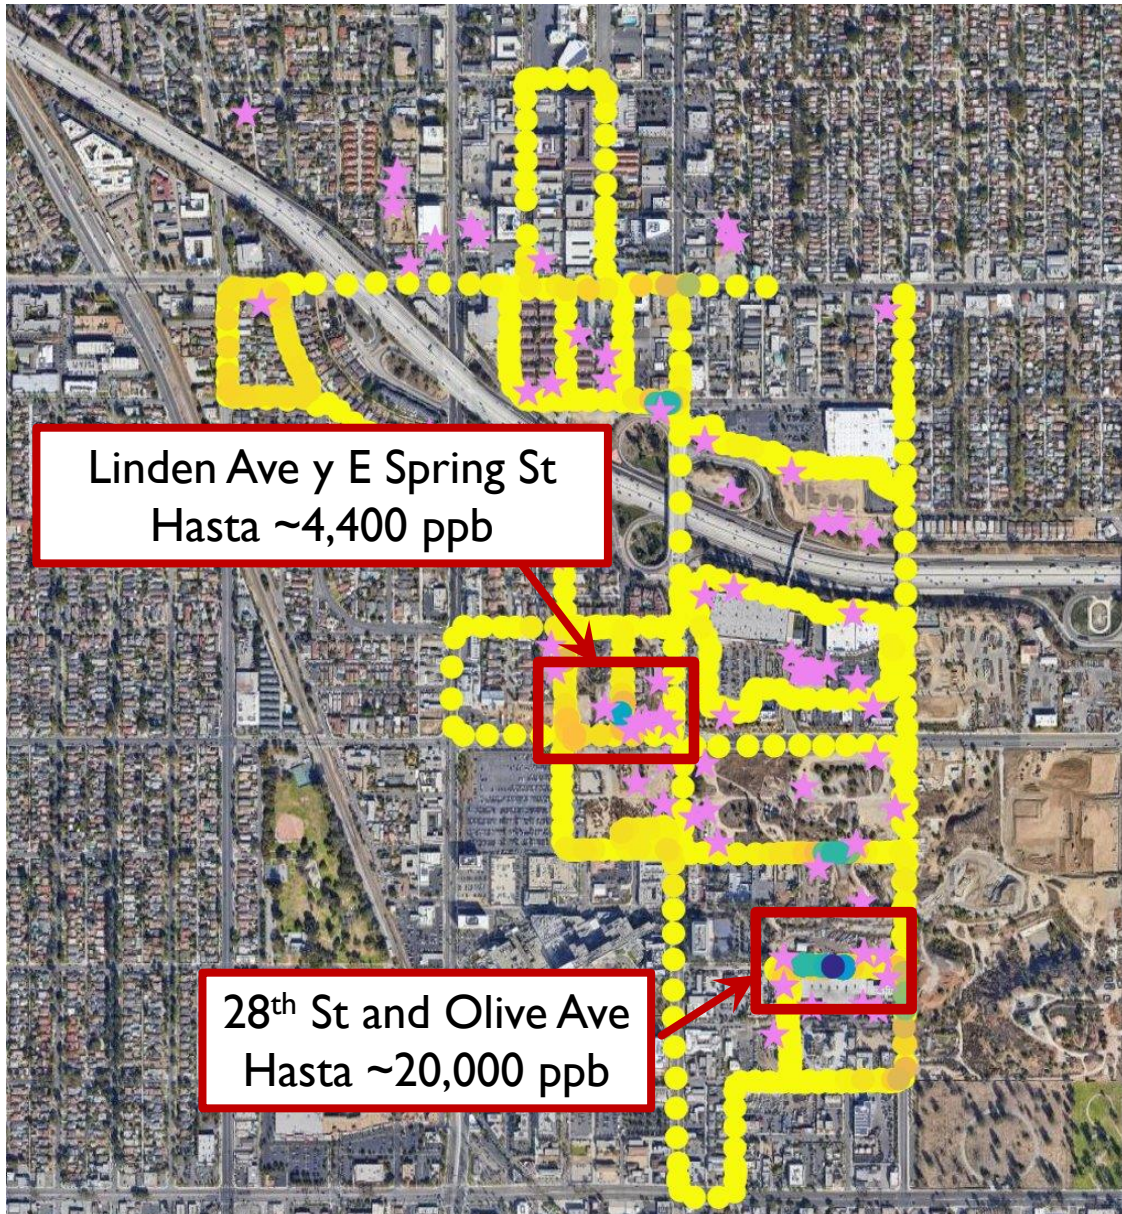 Linden Ave y E Spring St
Hasta ~4,400 ppb
28th St and Olive Ave
Hasta ~20,000 ppb